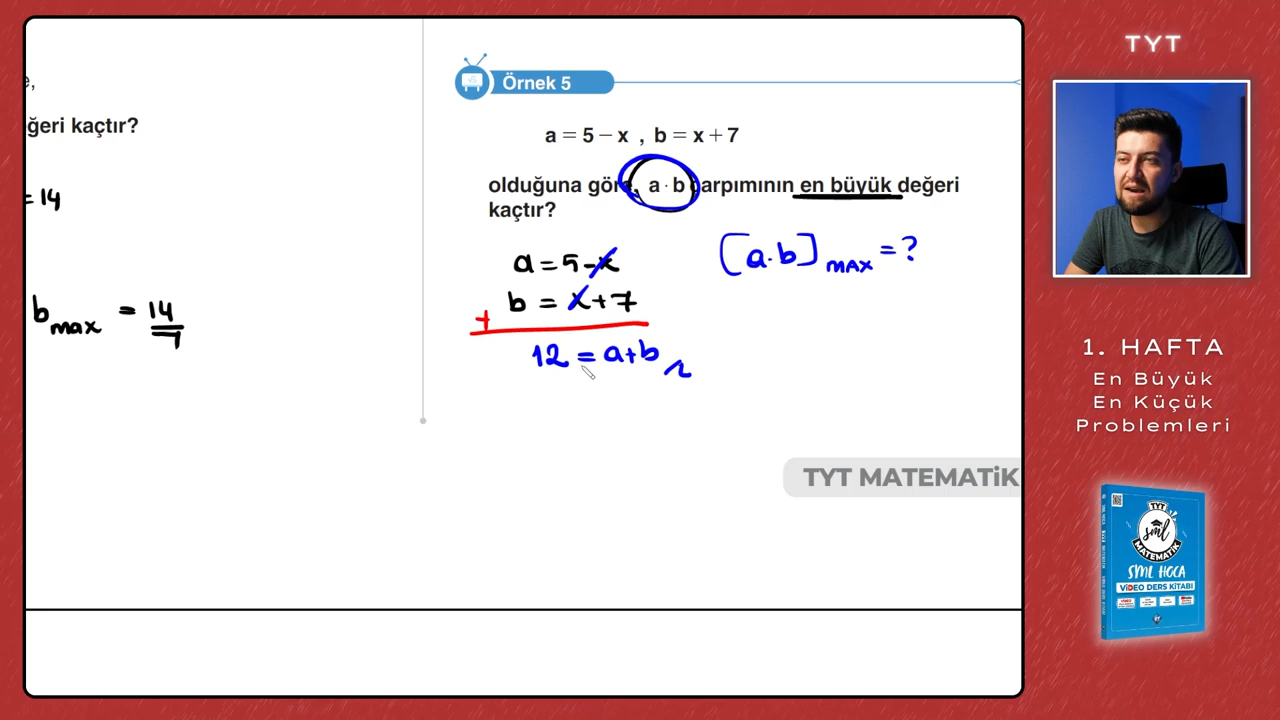 e,
ğeri kaçtır?
= 14
b max = 14
Örnek 5
a = 5 − x , b = x + 7
olduğuna göre, a · b çarpımının en büyük değeri
kaçtır?
a = 5 - x
b = x + 7
+
12 = a + b
[a.b] MAX = ?
TYT MATEMATİK
TYT
1. HAFTA
En Büyük
En Küçük
Problemleri
TYT
sml
MATEMATİK
SML HOCA
VİDEO DERS KİTABI